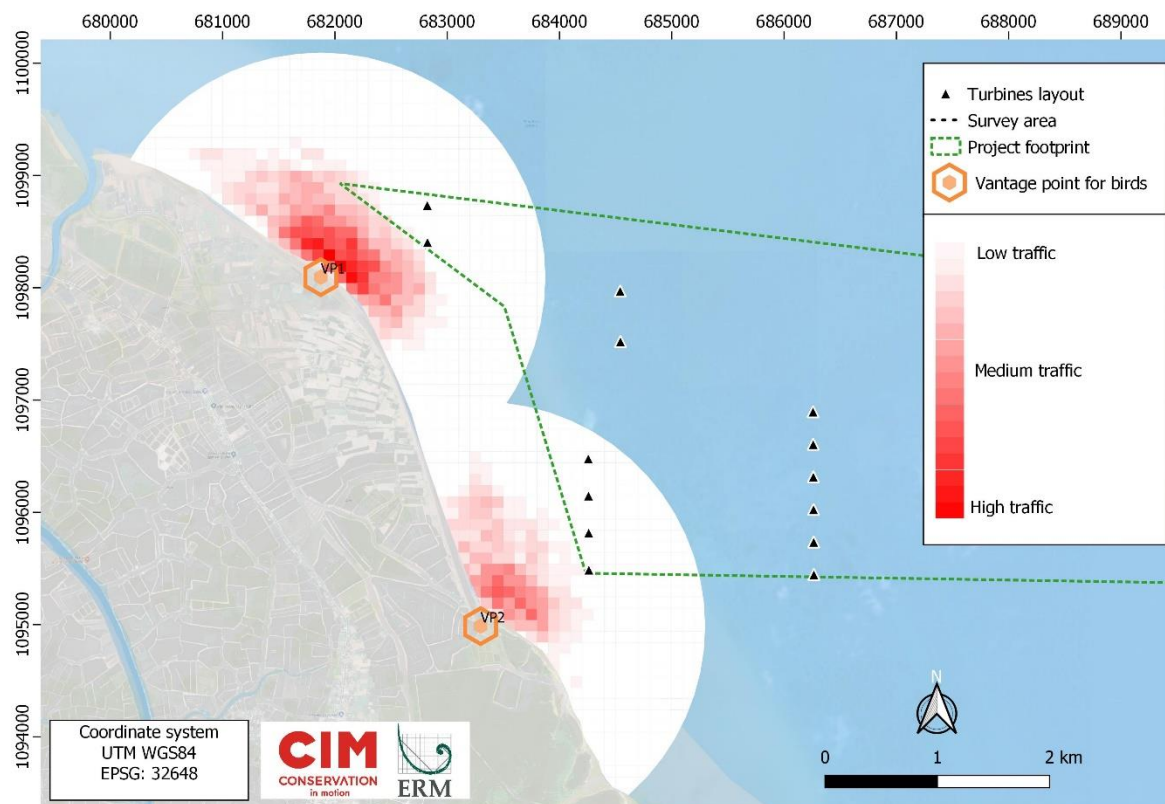 680000 681000 682000 683000 684000 685000 686000 687000 688000 689000
1100000
1099000
1098000
1097000
1096000
1095000
1094000
Turbines layout
Survey area
Project footprint
Vantage point for birds
Low traffic
Medium traffic
High traffic
VP1
VP2
N
0 1 2 km
Coordinate system
UTM WGS84
EPSG: 32648
CIM
CONSERVATION
in motion
ERM